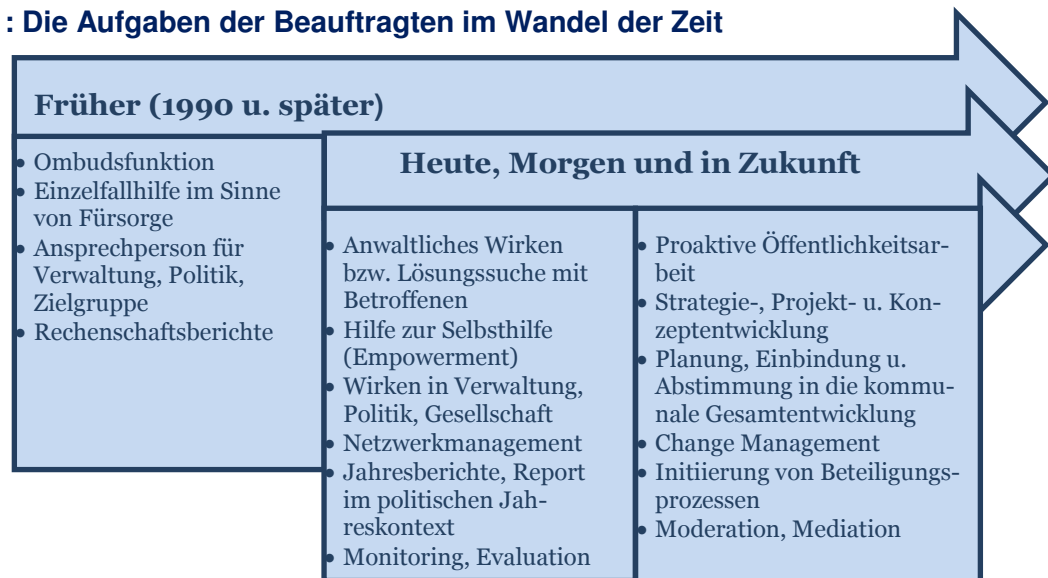 : Die Aufgaben der Beauftragten im Wandel der Zeit
Früher (1990 u. später)
• Ombudsfunktion
• Einzelfallhilfe im Sinne
von Fürsorge
• Ansprechperson für
Verwaltung, Politik,
Zielgruppe
• Rechenschaftsberichte
Heute, Morgen und in Zukunft
• Anwaltliches Wirken
bzw. Lösungssuche mit
Betroffenen
• Hilfe zur Selbsthilfe
(Empowerment)
• Wirken in Verwaltung,
Politik, Gesellschaft
• Netzwerkmanagement
• Jahresberichte, Report
im politischen Jah-
reskontext
• Monitoring, Evaluation
• Proaktive Öffentlichkeitsar-
beit
• Strategie-, Projekt- u. Kon-
zeptentwicklung
• Planung, Einbindung u.
Abstimmung in die kommu-
nale Gesamtentwicklung
• Change Management
• Initiierung von Beteiligungs-
prozessen
• Moderation, Mediation